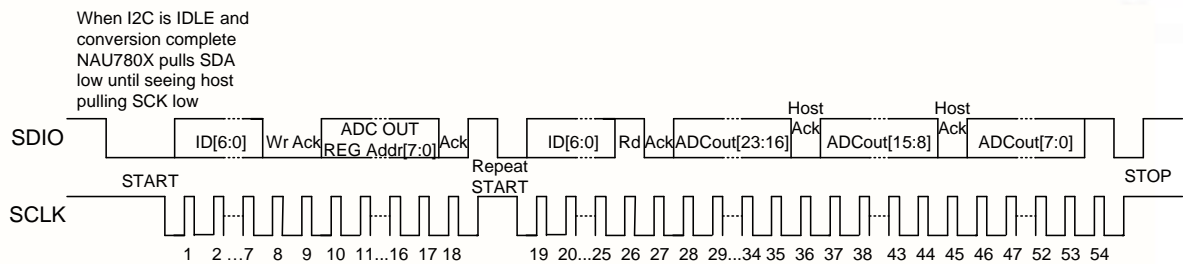 When I2C is IDLE and
conversion complete
NAU780X pulls SDA
low until seeing host
pulling SCK low
SDIO
ID[6:0]
Wr Ack
ADC OUT
REG Addr[7:0]
Ack
ID[6:0]
Rd
Ack
ADCout[23:16]
Host
Ack
ADCout[15:8]
Host
Ack
ADCout[7:0]
START
Repeat
START
STOP
SCLK
1 2 ...7 8 9 10 11...16 17 18 19 20...25 26 27 28 29...34 35 36 37 38 43 44 45 46 47 52 53 54